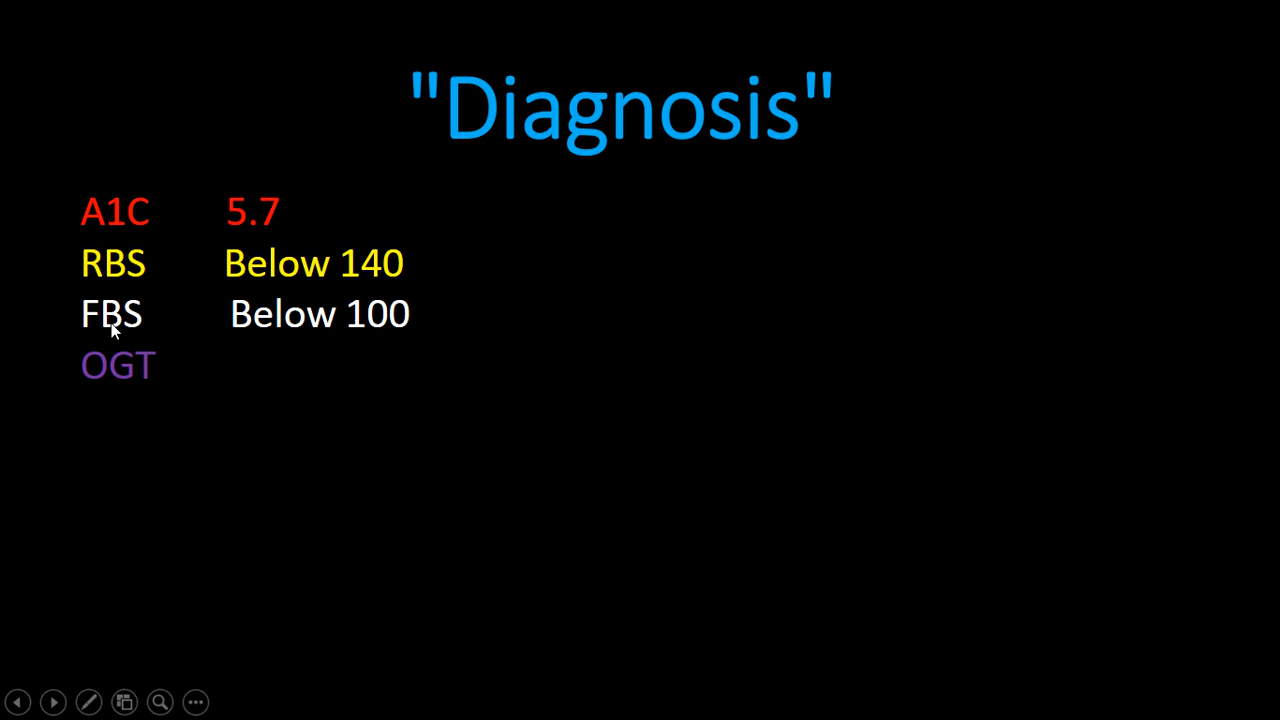 "Diagnosis"
A1C 5.7
RBS Below 140
FBS Below 100
OGT